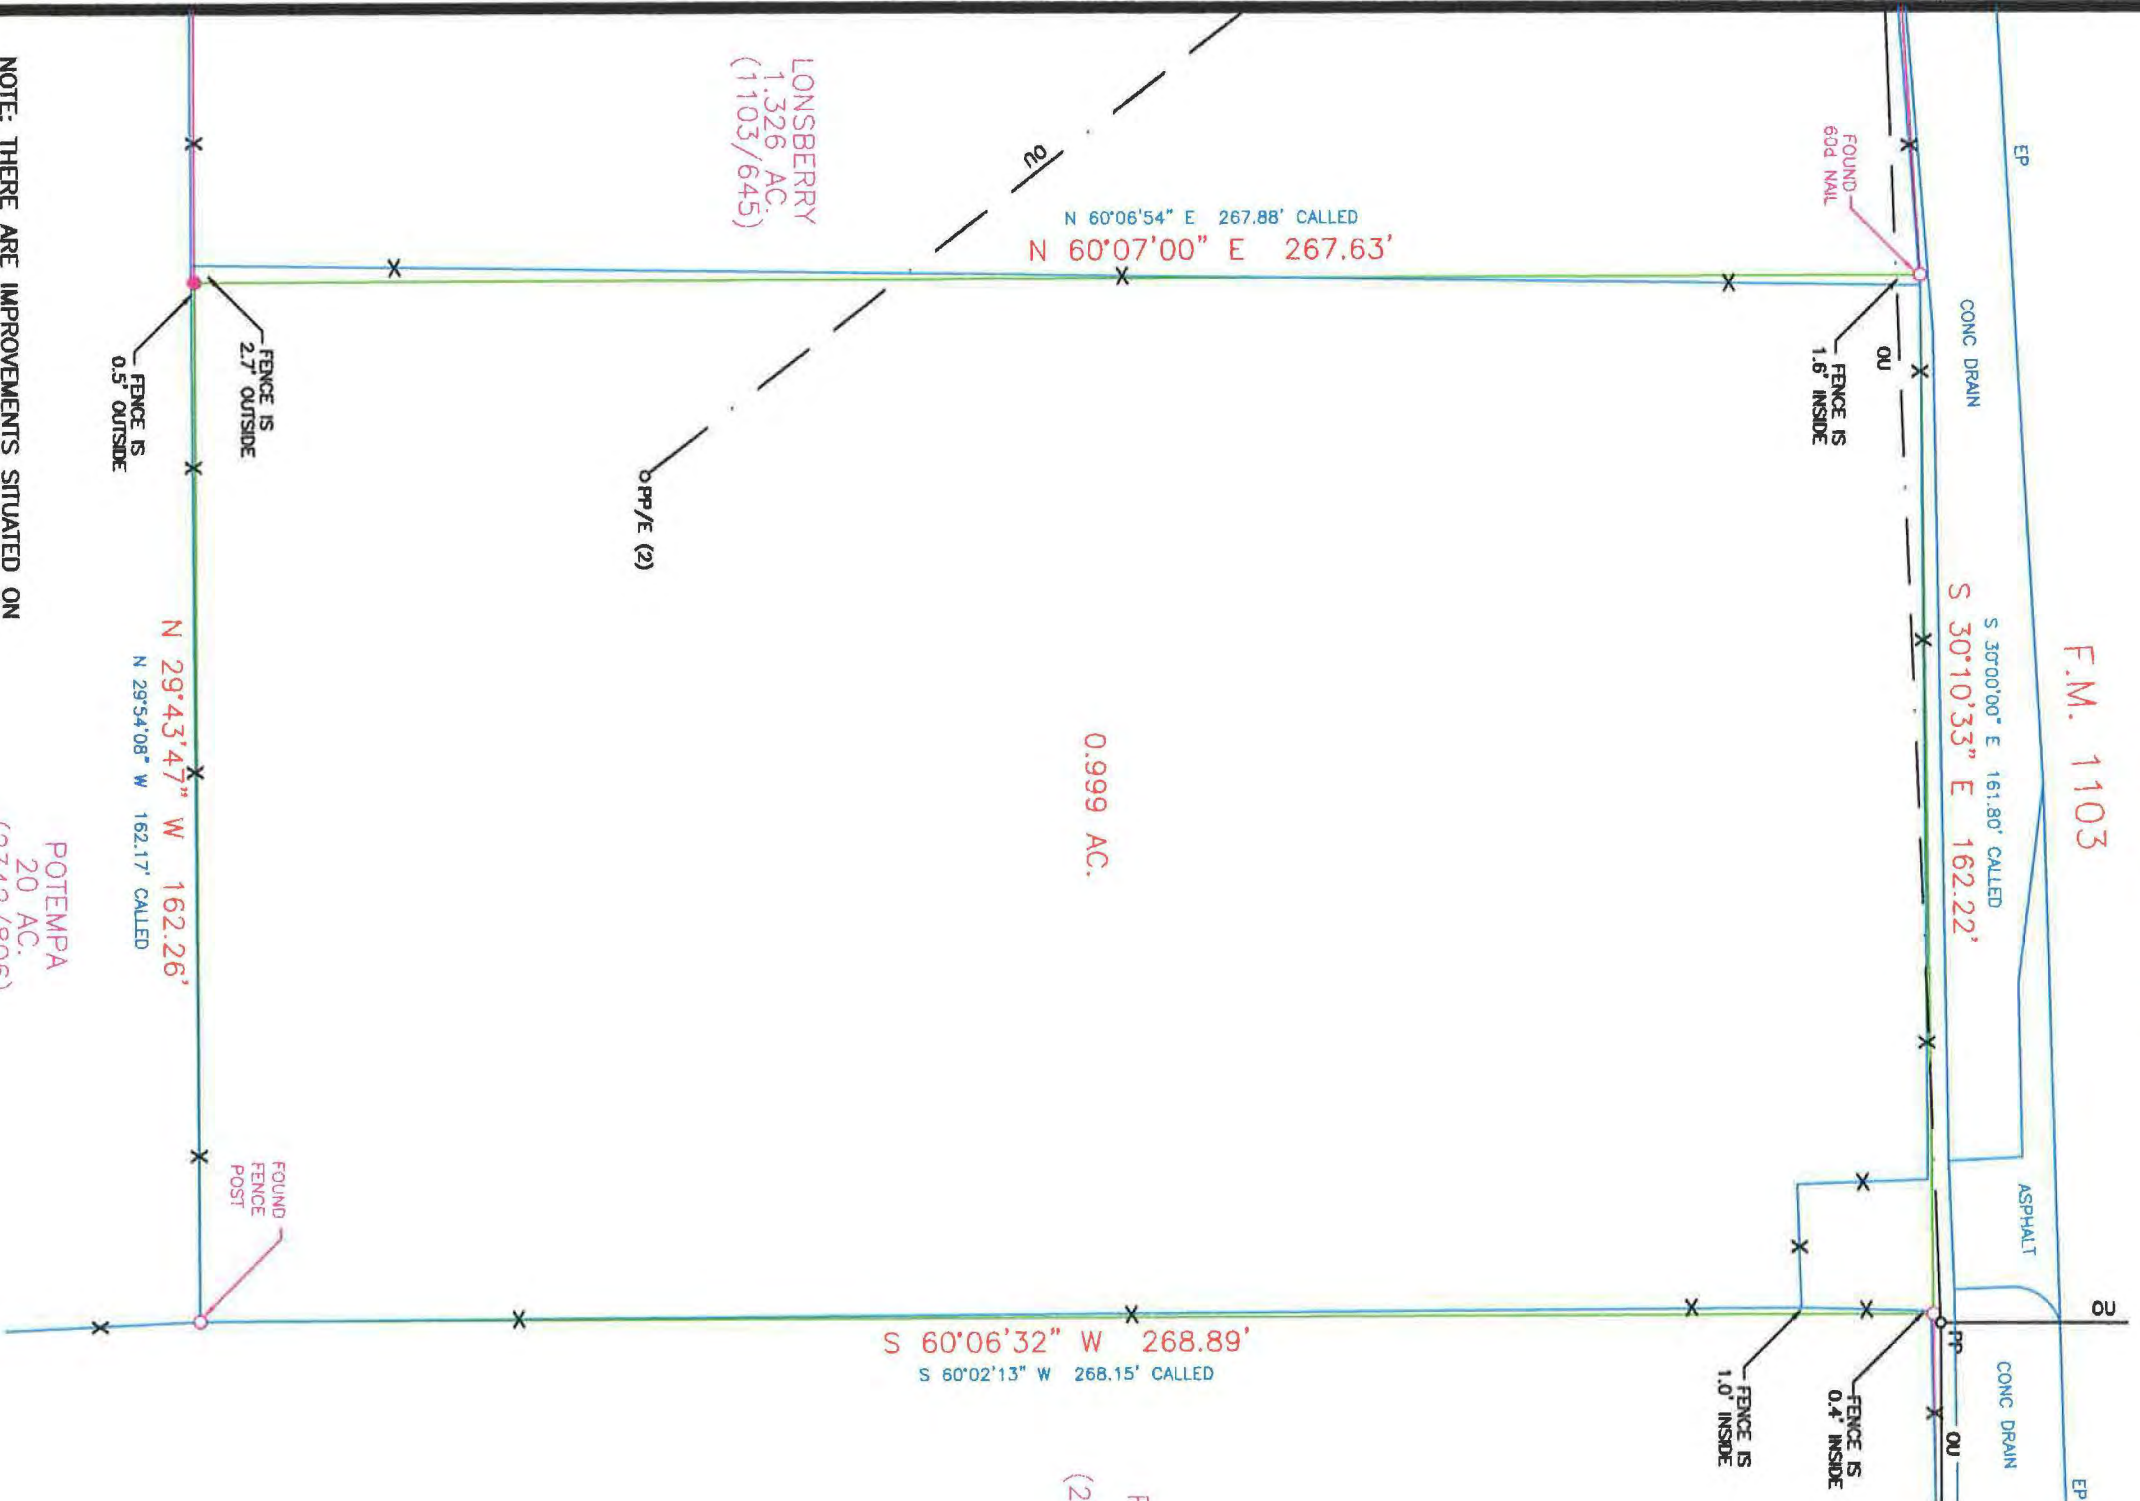 F.M. 1103
EP
CONC DRAIN
S 30°00'00" E 161.80' CALLED
S 30°10'33" E 162.22'
ASPHALT
OU
PP
CONC DRAIN
EP
OU
FOUND
60d NAIL
OU
FENCE IS
1.6' INSIDE
FENCE IS
0.4' INSIDE
FENCE IS
1.0' INSIDE
LONSBERRY
1.326 AC.
(1103/645)
OU
N 60°06'54" E 267.88' CALLED
N 60°07'00" E 267.63'
PP/E (2)
0.999 AC.
S 60°06'32" W 268.89'
S 60°02'13" W 268.15' CALLED
(2
FENCE IS
2.7' OUTSIDE
FENCE IS
0.5' OUTSIDE
FOUND
FENCE
POST
N 29°43'47" W 162.26'
N 29°54'08" W 162.17' CALLED
POTEMPA
20 AC.
NOTE: THERE ARE IMPROVEMENTS SITUATED ON